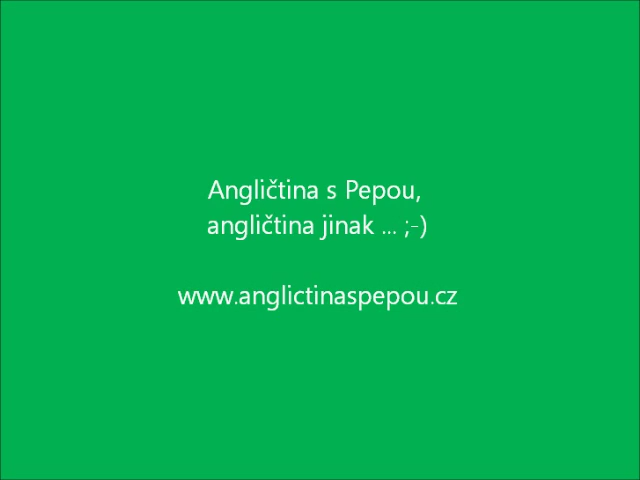 Angličtina s Pepou,
angličtina jinak ... ;-)
www.anglictinaspepou.cz